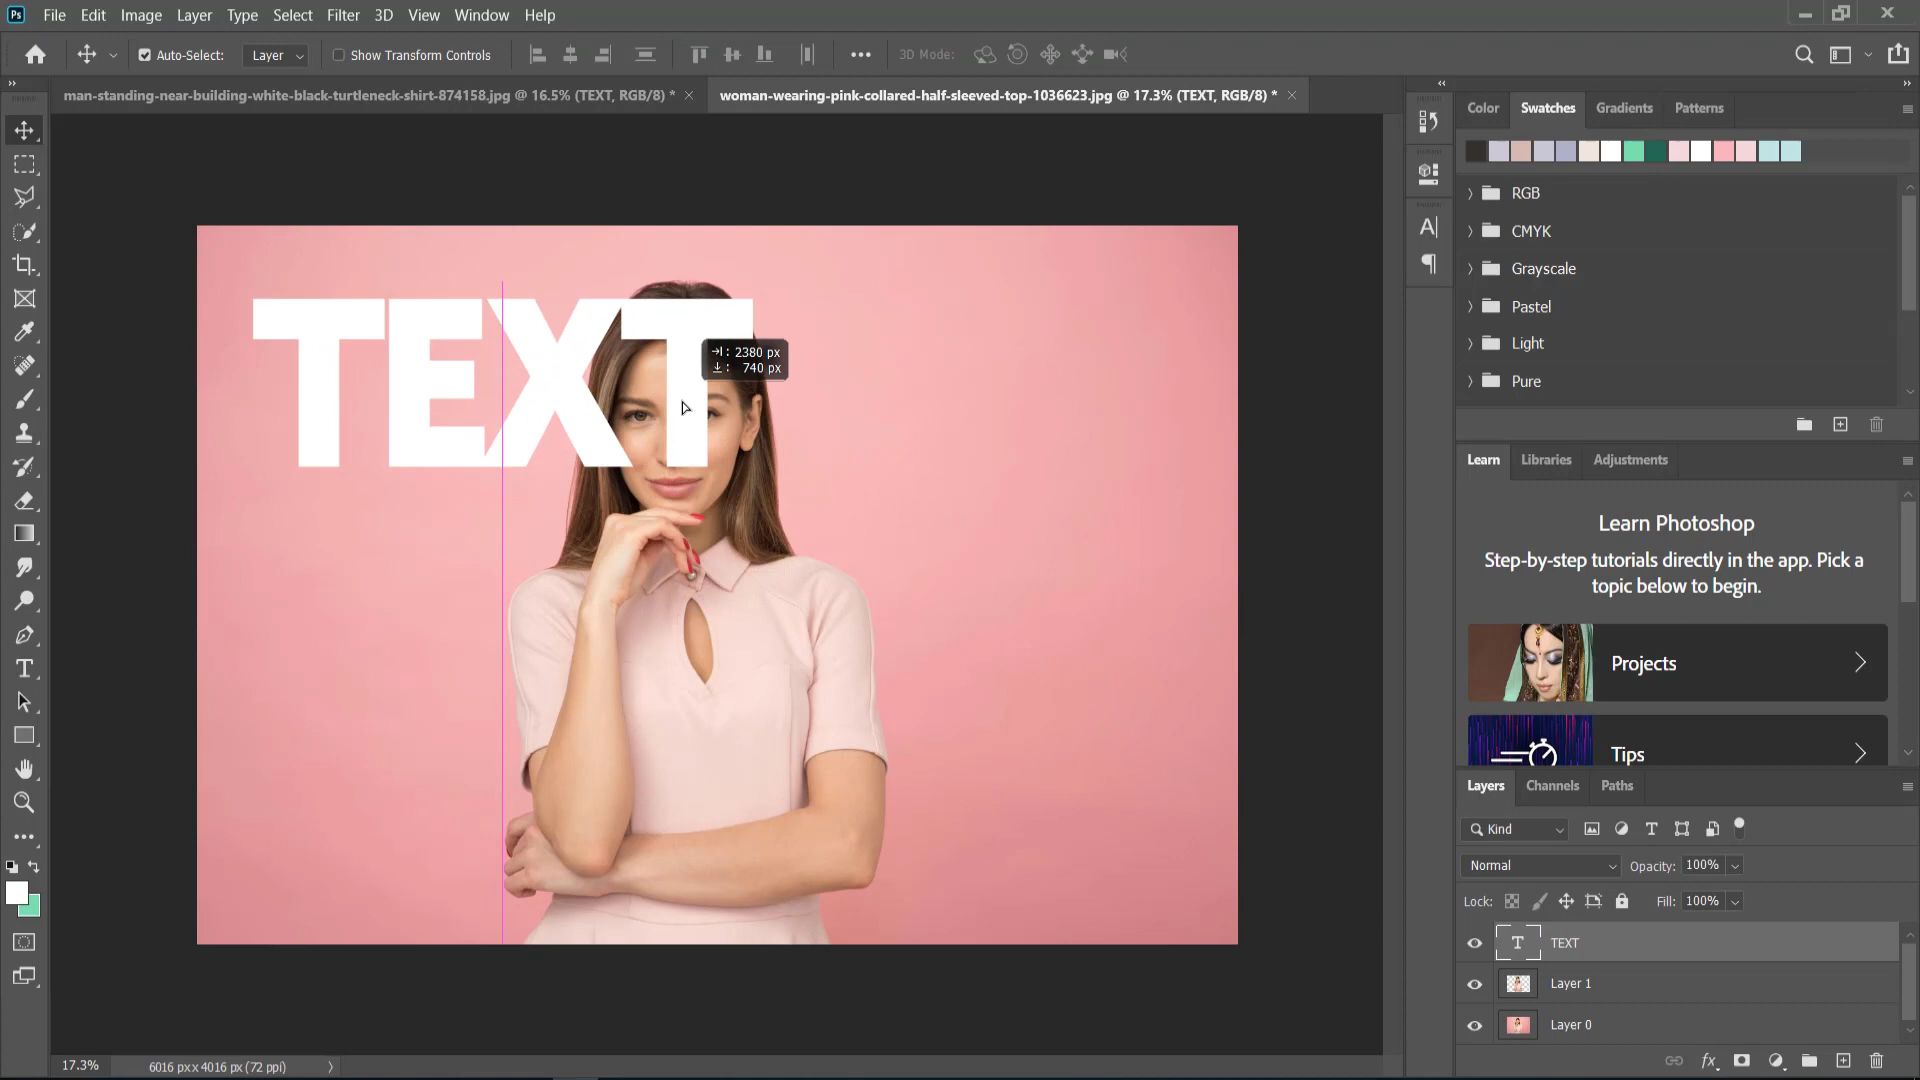 Ps File Edit Image Layer Type Select Filter 3D View Window Help
Auto-Select: Layer Show Transform Controls 3D Mode:
man-standing-near-building-white-black-turtleneck-shirt-874158.jpg @ 16.5% (TEXT, RGB/8) *
woman-wearing-pink-collared-half-sleeved-top-1036623.jpg @ 17.3% (TEXT, RGB/8) *
Color Swatches Gradients Patterns
RGB
CMYK
Grayscale
Pastel
Light
Pure
TEXT
2380 px
740 px
Learn Libraries Adjustments
Learn Photoshop
Step-by-step tutorials directly in the app. Pick a
topic below to begin.
Projects
Tips
Layers Channels Paths
Kind
Normal Opacity: 100%
Lock: Fill: 100%
T TEXT
Layer 1
Layer 0
17.3% 6016 px x 4016 px (72 ppi)